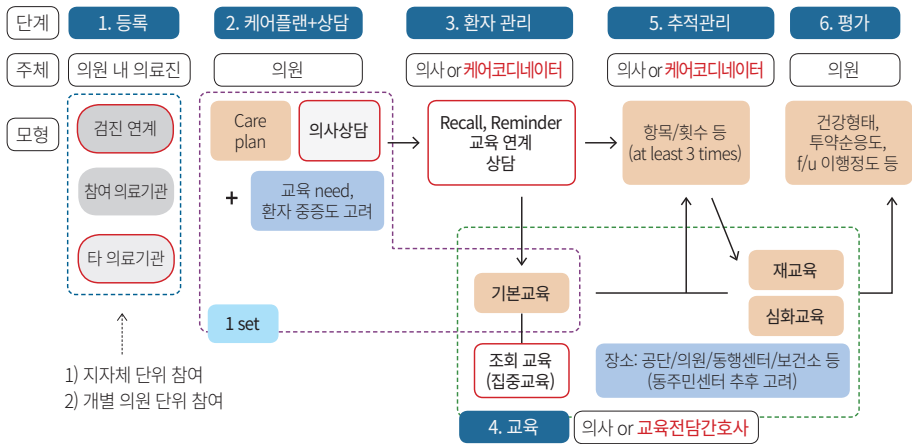 단계
1. 등록
2. 케어플랜+상담
3. 환자 관리
5. 추적관리
6. 평가
주체
의원 내 의료진
의원
의사 or 케어코디네이터
의사 or 케어코디네이터
의원
모형
검진 연계
참여 의료기관
타 의료기관
Care
plan
의사상담
+
교육 need,
환자 중증도 고려
1 set
Recall, Reminder
교육 연계
상담
항목/횟수 등
(at least 3 times)
건강형태,
투약순응도,
f/u 이행정도 등
기본교육
재교육
심화교육
조회 교육
(집중교육)
장소: 공단/의원/동행센터/보건소 등
(동주민센터 추후 고려)
1) 지자체 단위 참여
2) 개별 의원 단위 참여
4. 교육
의사 or 교육전담간호사